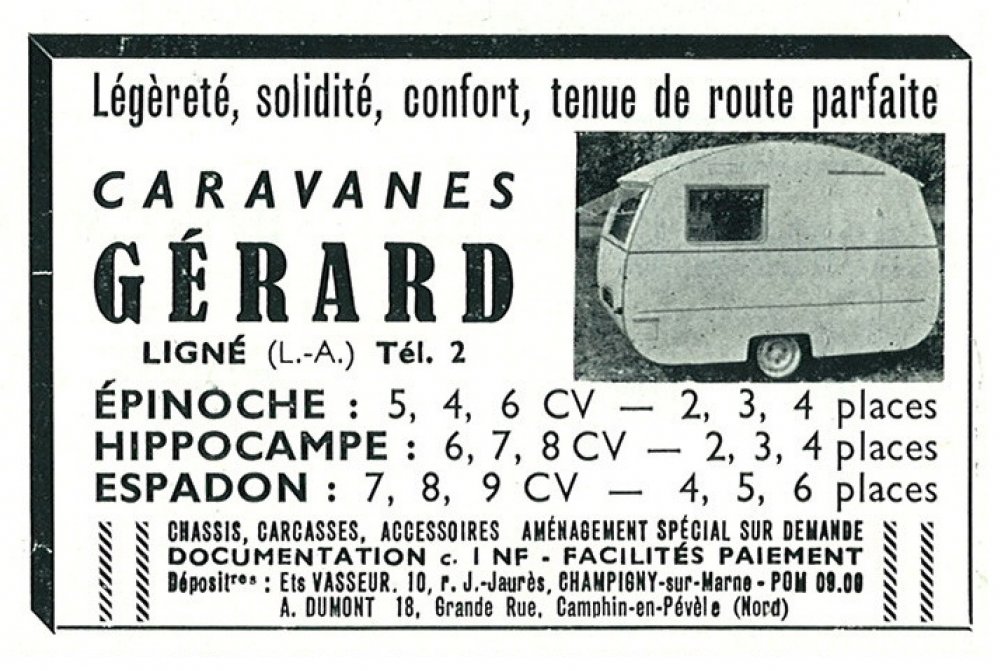 Légèreté, solidité, confort, tenue de route parfaite
CARAVANES
GÉRARD
LIGNÉ (L.-A.) Tél. 2
ÉPINOCHE : 5, 4, 6 CV — 2, 3, 4 places
HIPPOCAMPE : 6, 7, 8 CV — 2, 3, 4 places
ESPADON : 7, 8, 9 CV — 4, 5, 6 places
CHASSIS, CARCASSES, ACCESSOIRES AMÉNAGEMENT SPÉCIAL SUR DEMANDE
DOCUMENTATION c. 1 NF - FACILITÉS PAIEMENT
Dépositres : Ets VASSEUR. 10, r. J.-Jaurès, CHAMPIGNY-sur-Marne - POM 09.00
A. DUMONT 18, Grande Rue, Camphin-en-Pévèle (Nord)